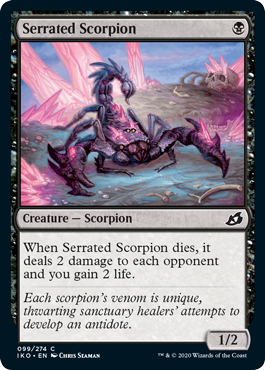 Serrated Scorpion
Creature — Scorpion
When Serrated Scorpion dies, it
deals 2 damage to each opponent
and you gain 2 life.
Each scorpion's venom is unique,
thwarting sanctuary healers' attempts to
develop an antidote.
1/2
099/274 C
IKO • EN Chris Seaman
™ & © 2020 Wizards of the Coast